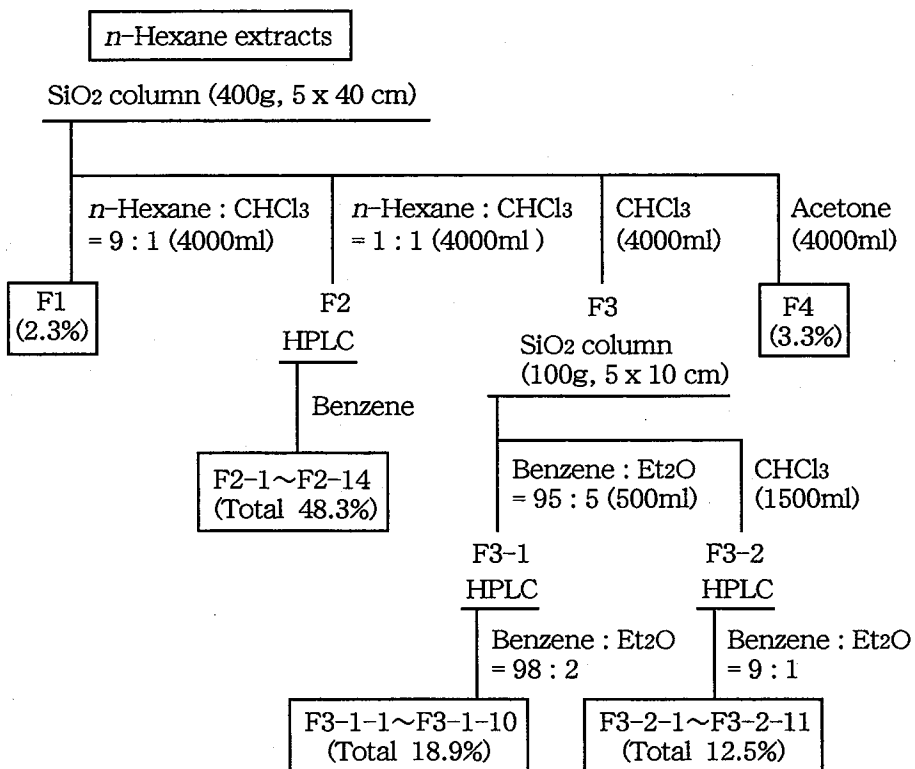 n-Hexane extracts
SiO2 column (400g, 5 x 40 cm)
n-Hexane : CHCl3
= 9 : 1 (4000ml)
n-Hexane : CHCl3
= 1 : 1 (4000ml )
CHCl3
(4000ml)
Acetone
(4000ml)
F1
(2.3%)
F2
HPLC
F3
SiO2 column
(100g, 5 x 10 cm)
F4
(3.3%)
Benzene
F2-1~F2-14
(Total 48.3%)
Benzene : Et2O
= 95 : 5 (500ml)
CHCl3
(1500ml)
F3-1
HPLC
F3-2
HPLC
Benzene : Et2O
= 98 : 2
Benzene : Et2O
= 9 : 1
F3-1-1~F3-1-10
(Total 18.9%)
F3-2-1~F3-2-11
(Total 12.5%)